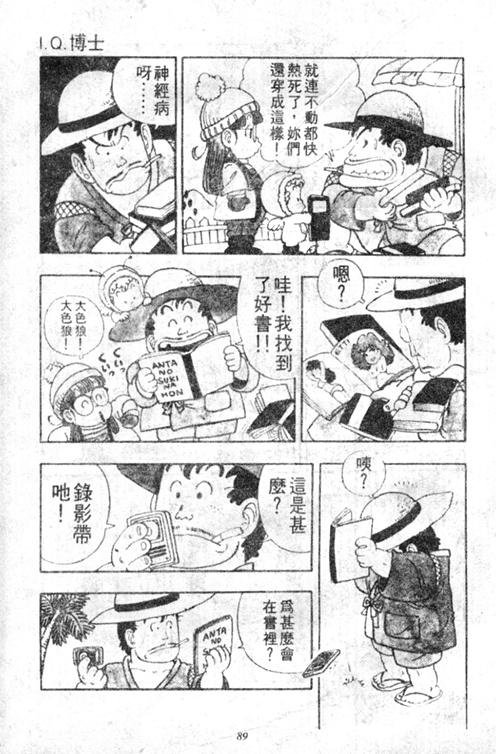 I.Q.博士
就連不動都快
熱死了，妳們
還穿成這樣！
神經病
呀……
嗯？
哇！我找到
了好書!!
大色狼！
大色狼！
ANTA
NO
SUKI
NA
HON
這是甚
麼？
錄影帶
吔！
咦？
爲甚麼會
在書裡？
ANTA
NO
S
89